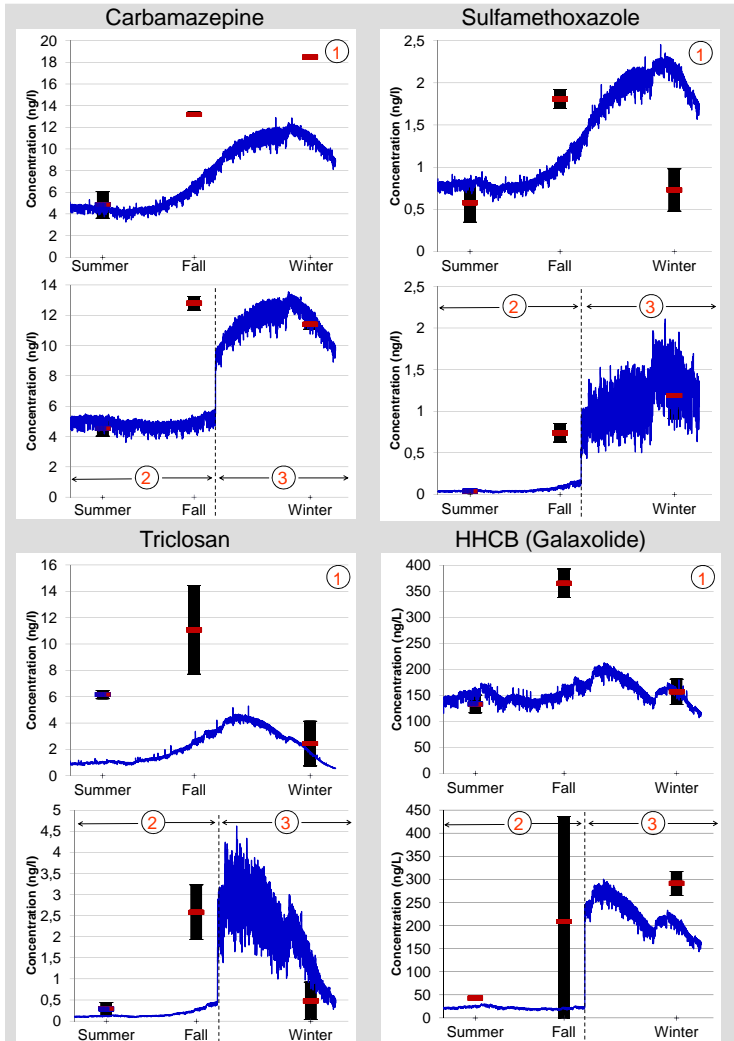 Carbamazepine
Sulfamethoxazole
Concentration (ng/l)
20
18
16
14
12
10
8
6
4
2
0
1
Summer
Fall
Winter
Concentration (ng/l)
2,5
2
1,5
1
0,5
0
1
Summer
Fall
Winter
Concentration (ng/l)
14
12
10
8
6
4
2
0
2
3
Summer
Fall
Winter
Concentration (ng/l)
2,5
2
1,5
1
0,5
0
2
3
Summer
Fall
Winter
Triclosan
HHCB (Galaxolide)
Concentration (ng/l)
16
14
12
10
8
6
4
2
0
1
Summer
Fall
Winter
Concentration (ng/L)
400
350
300
250
200
150
100
50
0
1
Summer
Fall
Winter
Concentration (ng/l)
5
4,5
4
3,5
3
2,5
2
1,5
1
0,5
0
2
3
Summer
Fall
Winter
Concentration (ng/L)
450
400
350
300
250
200
150
100
50
0
2
3
Summer
Fall
Winter